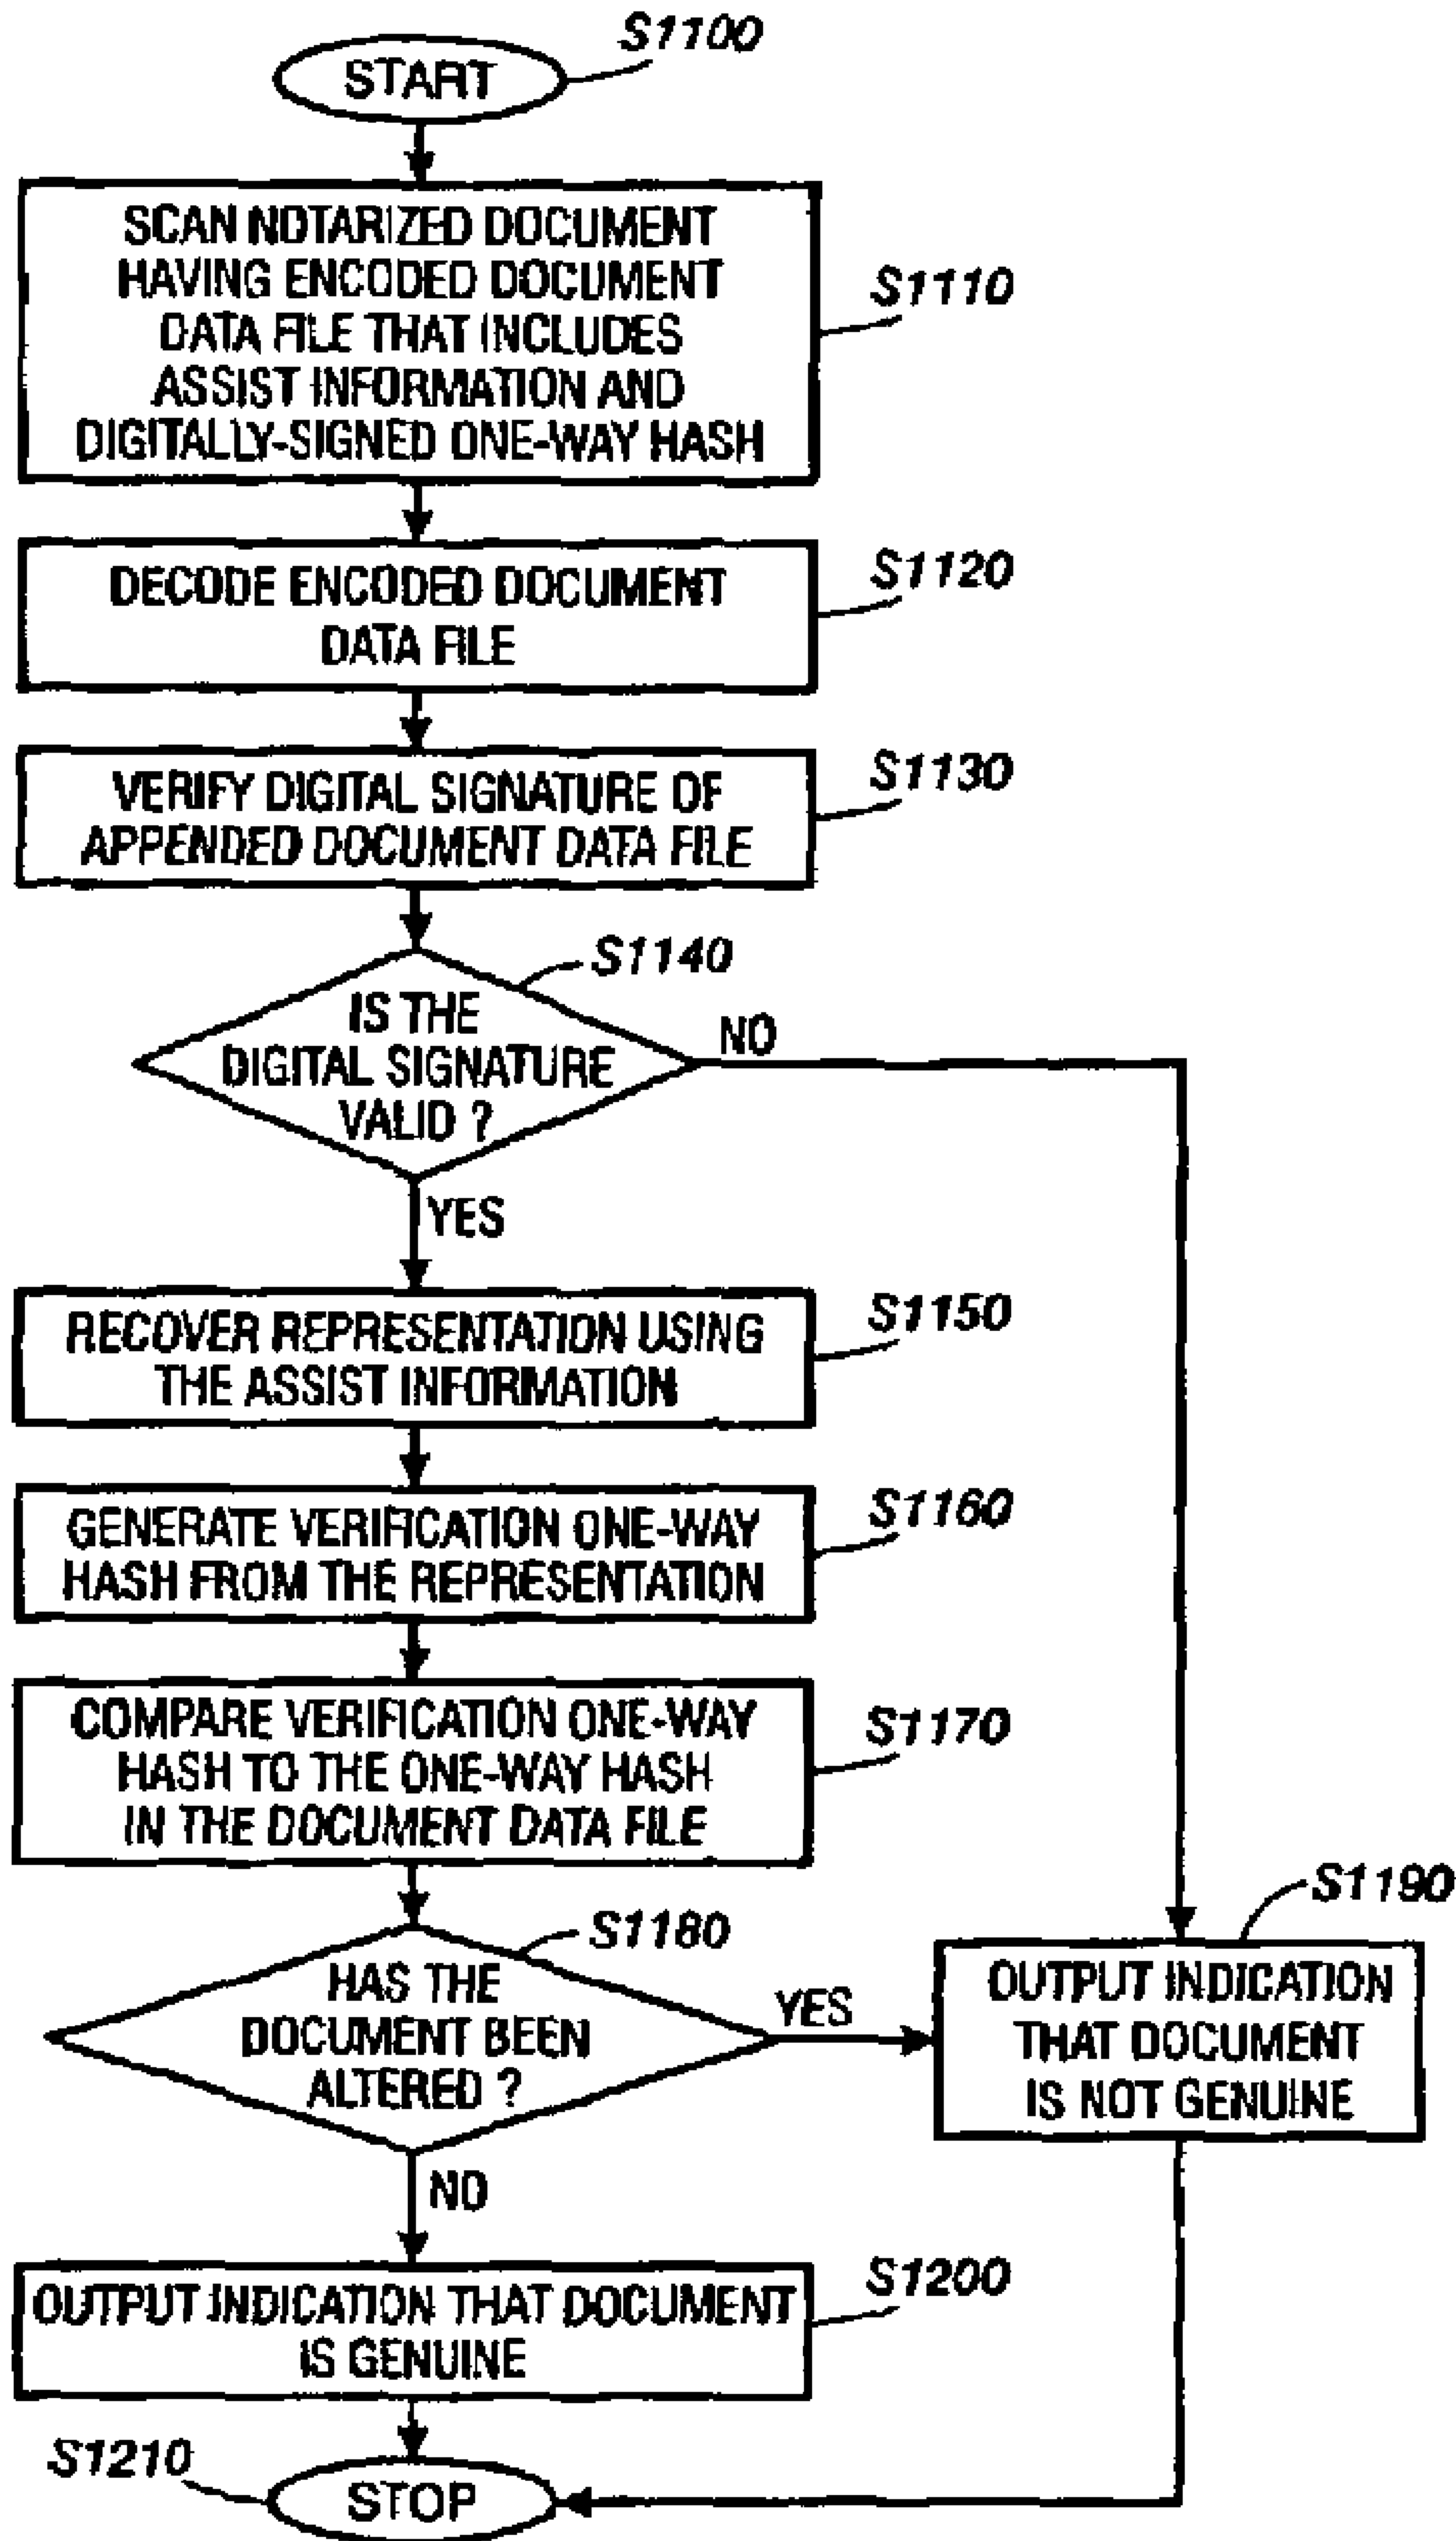 S1100
START
SCAN NOTARIZED DOCUMENT
HAVING ENCODED DOCUMENT
DATA FILE THAT INCLUDES
ASSIST INFORMATION AND
DIGITALLY-SIGNED ONE-WAY HASH
S1110
DECODE ENCODED DOCUMENT
DATA FILE
S1120
VERIFY DIGITAL SIGNATURE OF
APPENDED DOCUMENT DATA FILE
S1130
S1140
IS THE
DIGITAL SIGNATURE
VALID ?
NO
YES
RECOVER REPRESENTATION USING
THE ASSIST INFORMATION
S1150
GENERATE VERIFICATION ONE-WAY
HASH FROM THE REPRESENTATION
S1160
COMPARE VERIFICATION ONE-WAY
HASH TO THE ONE-WAY HASH
IN THE DOCUMENT DATA FILE
S1170
S1180
HAS THE
DOCUMENT BEEN
ALTERED ?
YES
S1190
OUTPUT INDICATION
THAT DOCUMENT
IS NOT GENUINE
NO
OUTPUT INDICATION THAT DOCUMENT
IS GENUINE
S1200
S1210
STOP